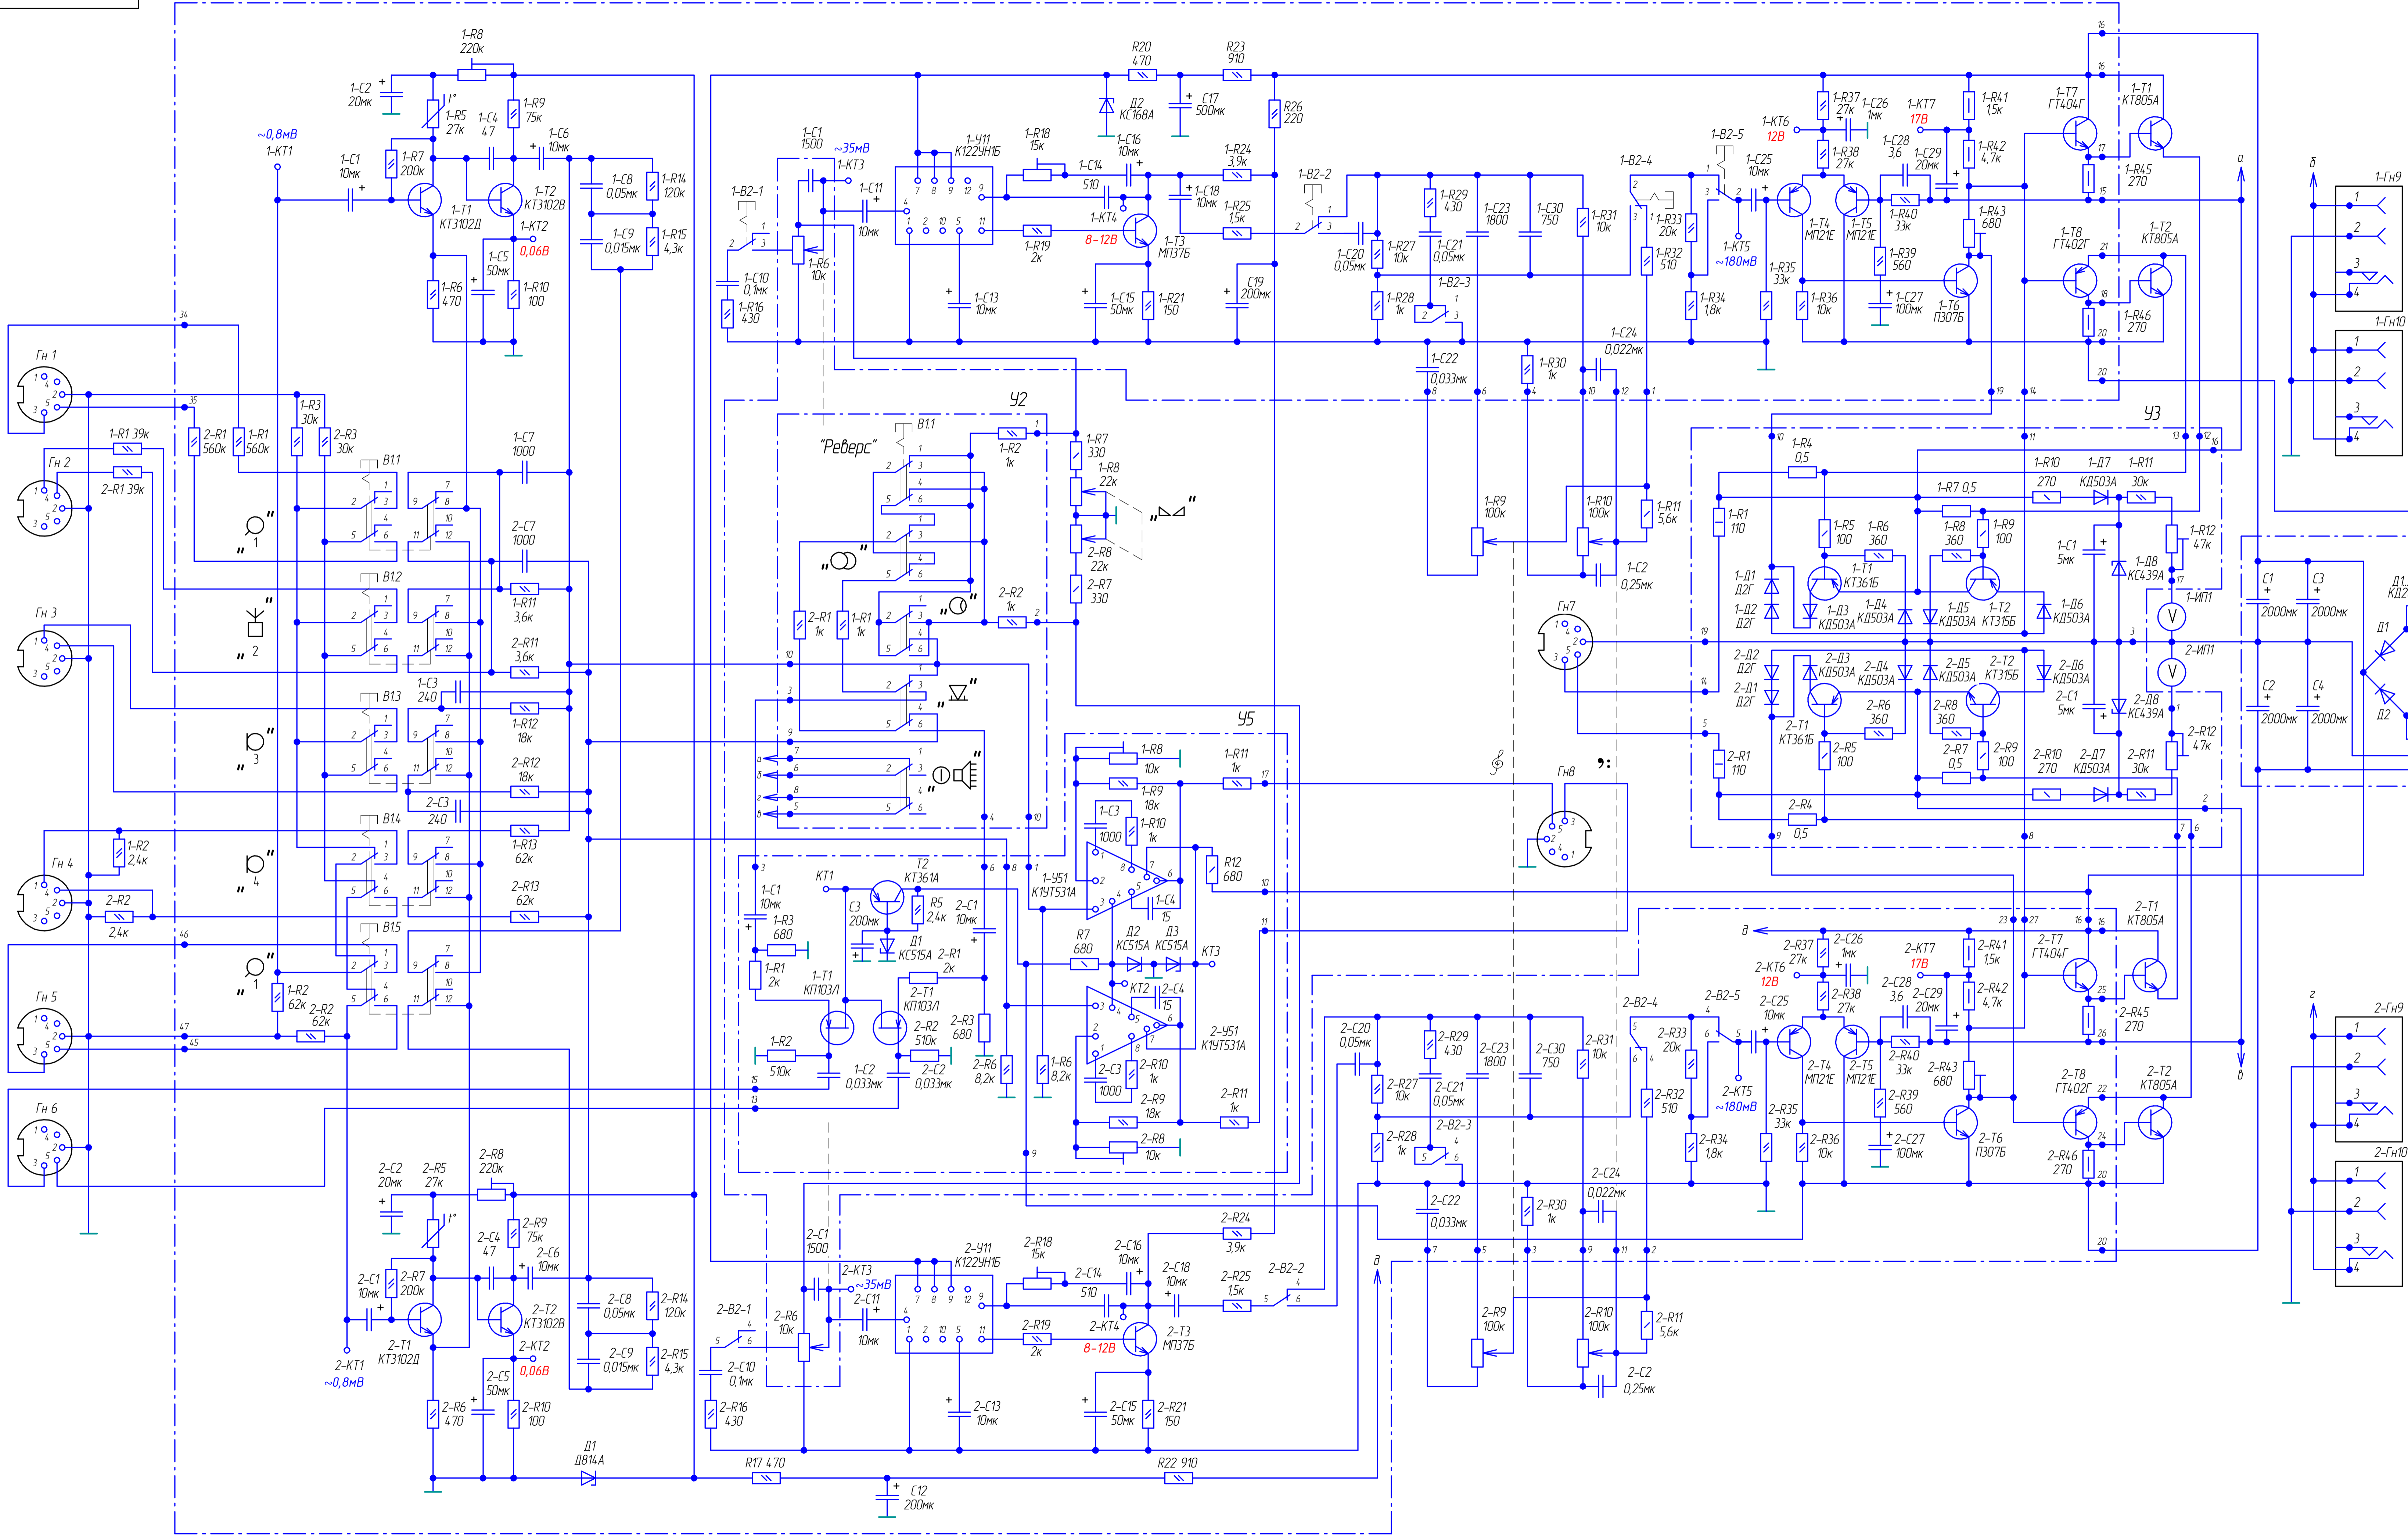 1-R8
220к
1-C2
20мк
t°
1-R5
27к
1-R9
75к
1-C4
47
1-C6
10мк
~0,8мВ
1-КТ1
1-C1
10мк
1-R7
200к
1-T1
КТ3102Д
1-T2
КТ3102В
1-КТ2
0,06В
1-C5
50мк
1-R6
470
1-R10
100
1-C8
0,05мк
1-C9
0,015мк
1-R14
120к
1-R15
4,3к
R20
470
R23
910
Д2
КС168А
C17
500мк
R26
220
1-C1
1500
~35мВ
1-КТ3
1-У11
К122УН1Б
1-R18
15к
1-C16
10мк
1-R24
3,9к
1-C14
510
1-C18
10мк
1-R25
1,5к
1-В2-1
1-R6
10к
1-C11
10мк
1-КТ4
8-12В
1-R19
2к
1-T3
МП37Б
1-В2-2
1-C10
0,1мк
1-R16
430
1-C13
10мк
1-C15
50мк
1-R21
150
C19
200мк
1-C20
0,05мк
1-R27
10к
1-R28
1к
1-R29
430
1-C21
0,05мк
1-В2-3
1-C23
1800
1-C30
750
1-R31
10к
1-В2-4
1-R32
510
1-R33
20к
1-R34
1,8к
1-В2-5
1-C25
10мк
1-КТ5
~180мВ
1-R35
33к
1-КТ6
12В
1-R37
27к
1-C26
1мк
1-R38
27к
1-T4
МП21Е
1-T5
МП21Е
1-КТ7
17В
1-C28
3,6
1-C29
20мк
1-R40
33к
1-R39
560
1-C27
100мк
1-R36
10к
1-R41
1,5к
1-R42
4,7к
1-R43
680
1-T6
П307Б
1-T7
ГТ404Г
1-T1
КТ805А
1-R45
270
1-T8
ГТ402Г
1-T2
КТ805А
1-R46
270
1-Гн9
1-Гн10
1-C22
0,033мк
1-R30
1к
1-C24
0,022мк
Гн 1
Гн 2
Гн 3
Гн 4
Гн 5
Гн 6
34
35
46
47
45
1-R1 39к
2-R1 39к
2-R1
560к
1-R1
560к
1-R3
30к
2-R3
30к
В1.1
В1.2
В1.3
В1.4
В1.5
1-C7
1000
2-C7
1000
1-R11
3,6к
2-R11
3,6к
1-C3
240
1-R12
18к
2-R12
18к
2-C3
240
1-R13
62к
2-R13
62к
1-R2
2,4к
2-R2
2,4к
1-R2
62к
2-R2
62к
У2
"Реверс"
В1.1
1-R2
1к
1-R7
330
1-R8
22к
2-R8
22к
2-R7
330
2-R2
1к
2-R1
1к
1-R1
1к
У5
1-R8
10к
1-R9
18к
1-R11
1к
1-C3
1000
1-R10
1к
1-У51
К1УТ531А
1-C4
15
R12
680
КТ1
T2
КТ361А
1-C1
10мк
1-R3
680
1-R1
2к
C3
200мк
R5
2,4к
Д1
КС515А
2-C1
10мк
2-R1
2к
1-T1
КП103Л
2-T1
КП103Л
1-R2
510к
2-R2
510к
2-R3
680
1-C2
0,033мк
2-C2
0,033мк
2-R6
8,2к
1-R6
8,2к
R7
680
Д2
КС515А
Д3
КС515А
КТ3
КТ2
2-C4
15
2-У51
К1УТ531А
2-R10
1к
2-C3
1000
2-R9
18к
2-R11
1к
2-R8
10к
1-R9
100к
1-R10
100к
1-R11
5,6к
1-C2
0,25мк
Гн7
Гн8
У3
1-R4
0,5
1-R1
110
1-R5
100
1-R6
360
1-R7 0,5
1-R8
360
1-R9
100
1-R10
270
1-Д7
КД503А
1-R11
30к
1-R12
47к
1-C1
5мк
1-Д8
КС439А
1-Д1
Д2Г
1-Д2
Д2Г
1-T1
КТ361Б
1-Д3
КД503А
1-Д4
КД503А
1-Д5
КД503А
1-T2
КТ315Б
1-Д6
КД503А
1-ИП1
2-ИП1
2-Д2
Д2Г
2-Д1
Д2Г
2-Д3
КД503А
2-Д4
КД503А
2-Д5
КД503А
2-T2
КТ315Б
2-Д6
КД503А
2-C1
5мк
2-Д8
КС439А
2-T1
КТ361Б
2-R6
360
2-R8
360
2-R5
100
2-R7
0,5
2-R9
100
2-R10
270
2-Д7
КД503А
2-R11
30к
2-R12
47к
2-R1
110
2-R4
0,5
C1
2000мк
C3
2000мк
C2
2000мк
C4
2000мк
Д1
Д2
2-C2
20мк
2-R5
27к
2-R8
220к
t°
2-R9
75к
2-C4
47
2-C6
10мк
2-C1
10мк
2-R7
200к
2-T1
КТ3102Д
2-T2
КТ3102В
2-КТ1
~0,8мВ
2-КТ2
0,06В
2-C5
50мк
2-R6
470
2-R10
100
2-C8
0,05мк
2-C9
0,015мк
2-R14
120к
2-R15
4,3к
Д1
Д814А
R17 470
C12
200мк
R22 910
2-C1
1500
2-КТ3
~35мВ
2-У11
К122УН1Б
2-R18
15к
2-C16
10мк
2-R24
3,9к
2-C14
510
2-C18
10мк
2-R25
1,5к
2-В2-2
2-В2-1
2-R6
10к
2-C11
10мк
2-R19
2к
2-КТ4
8-12В
2-T3
МП37Б
2-C10
0,1мк
2-R16
430
2-C13
10мк
2-C15
50мк
2-R21
150
2-C20
0,05мк
2-R27
10к
2-R28
1к
2-R29
430
2-C21
0,05мк
2-В2-3
2-C23
1800
2-C30
750
2-R31
10к
2-В2-4
2-R32
510
2-R33
20к
2-R34
1,8к
2-В2-5
2-C25
10мк
2-КТ5
~180мВ
2-R35
33к
2-КТ6
12В
2-R37
27к
2-C26
1мк
2-R38
27к
2-T4
МП21Е
2-T5
МП21Е
2-R36
10к
2-КТ7
17В
2-C28
3,6
2-C29
20мк
2-R40
33к
2-R39
560
2-C27
100мк
2-R41
1,5к
2-R42
4,7к
2-R43
680
2-T6
П307Б
2-T7
ГТ404Г
2-T1
КТ805А
2-R45
270
2-T8
ГТ402Г
2-T2
КТ805А
2-R46
270
2-Гн9
2-Гн10
2-C22
0,033мк
2-R30
1к
2-C24
0,022мк
2-R9
100к
2-R10
100к
2-R11
5,6к
2-C2
0,25мк